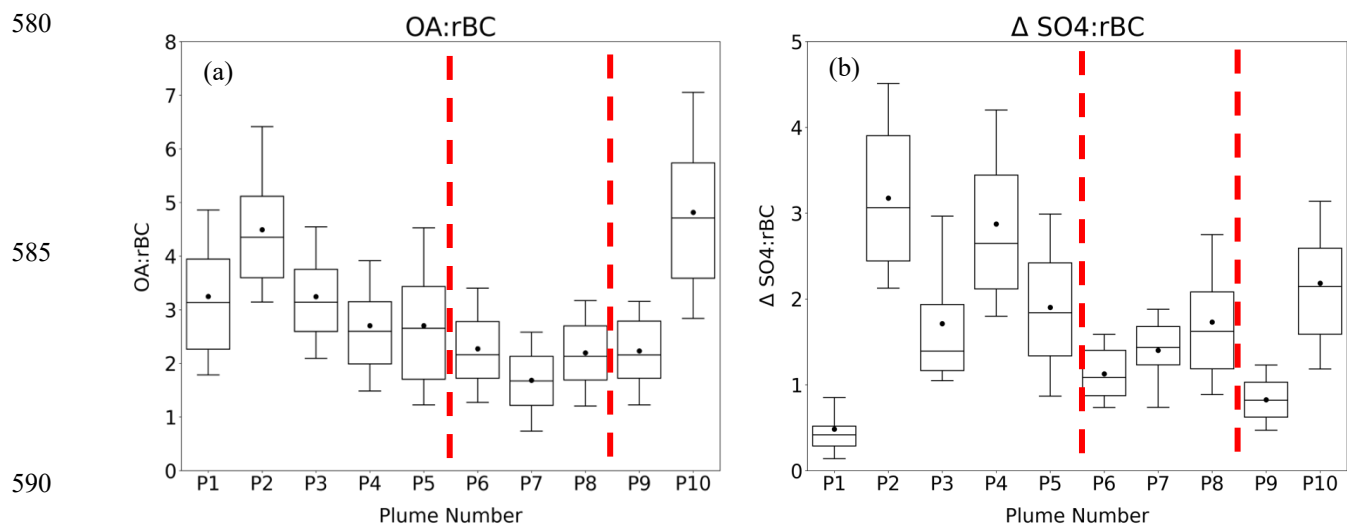 580
585
590
OA:rBC
(a)
OA:rBC
8
7
6
5
4
3
2
1
0
P1 P2 P3 P4 P5 P6 P7 P8 P9 P10
Plume Number
Δ SO4:rBC
(b)
Δ SO4:rBC
5
4
3
2
1
0
P1 P2 P3 P4 P5 P6 P7 P8 P9 P10
Plume Number